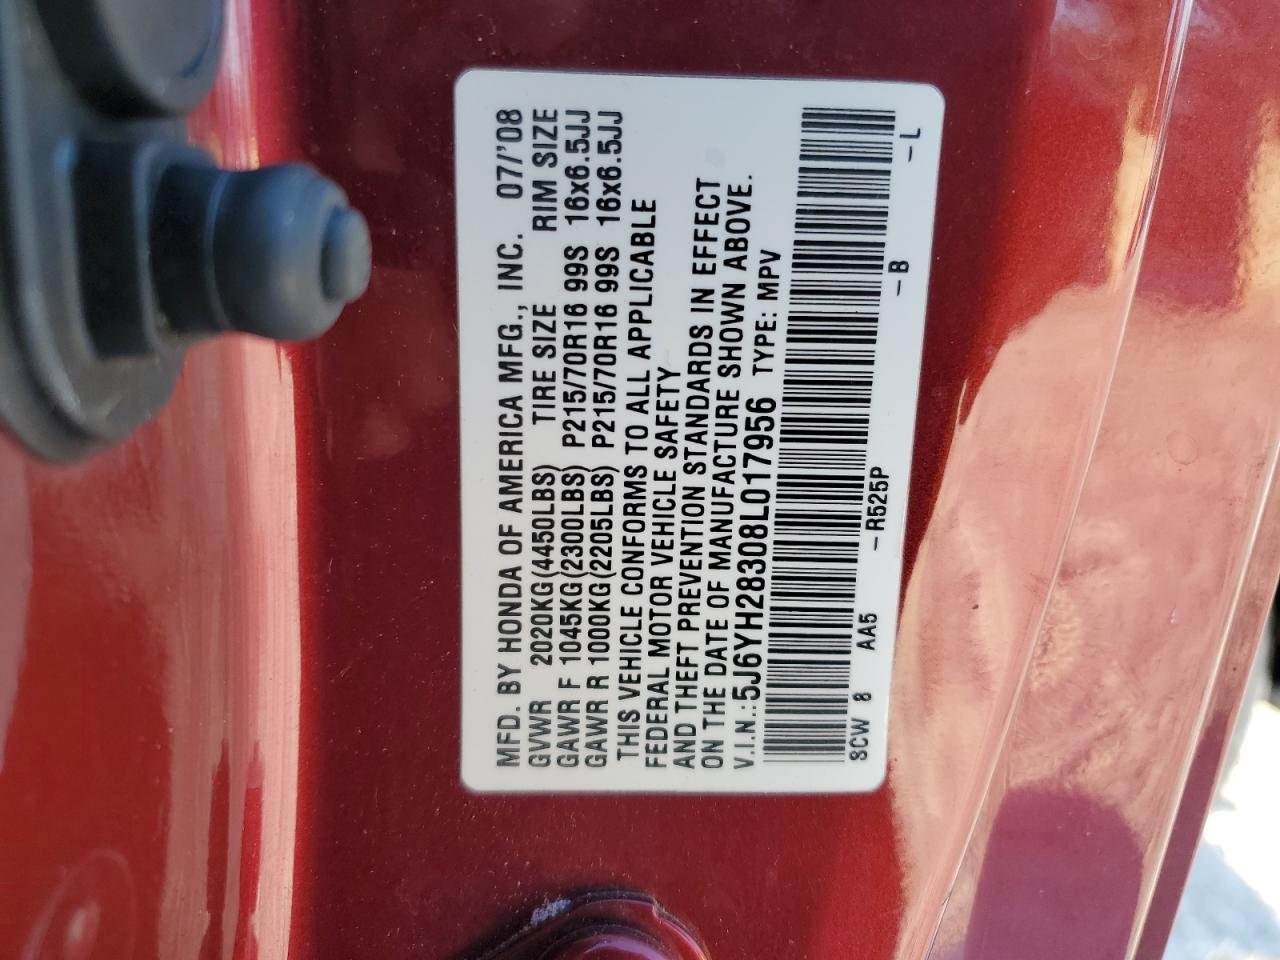 MFD. BY HONDA OF AMERICA MFG., INC. 07/'08
GVWR 2020KG(4450LBS) TIRE SIZE RIM SIZE
GAWR F 1045KG(2300LBS) P215/70R16 99S 16x6.5JJ
GAWR R 1000KG(2205LBS) P215/70R16 99S 16x6.5JJ
THIS VEHICLE CONFORMS TO ALL APPLICABLE
FEDERAL MOTOR VEHICLE SAFETY
AND THEFT PREVENTION STANDARDS IN EFFECT
ON THE DATE OF MANUFACTURE SHOWN ABOVE.
V.I.N.:5J6YH28308L017956 TYPE: MPV
SCW 8 AA5 -R525P -B -L